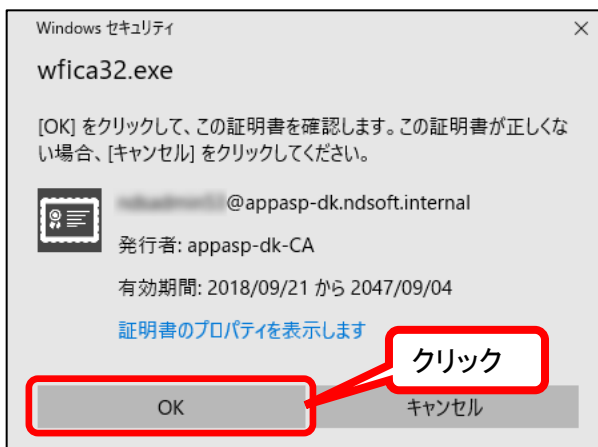 Windows セキュリティ
wfica32.exe
[OK] をクリックして、この証明書を確認します。この証明書が正しくな
い場合、[キャンセル] をクリックしてください。
@appasp-dk.ndsoft.internal
発行者: appasp-dk-CA
有効期間: 2018/09/21 から 2047/09/04
証明書のプロパティを表示します
クリック
OK
キャンセル